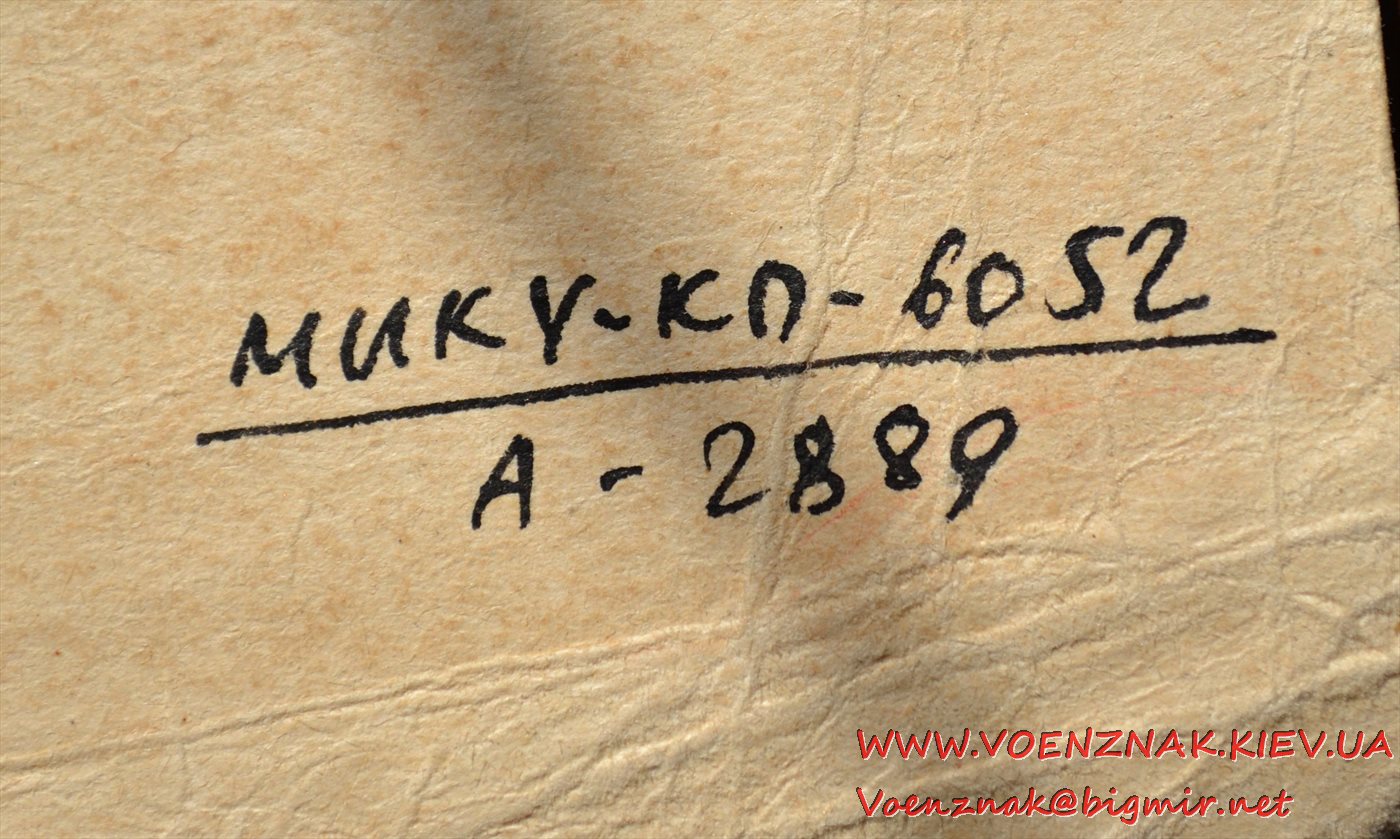 МИКУ-КП-6052
А-2889
WWW.VOENZNAK.KIEV.UA
Voenznak@bigmir.net